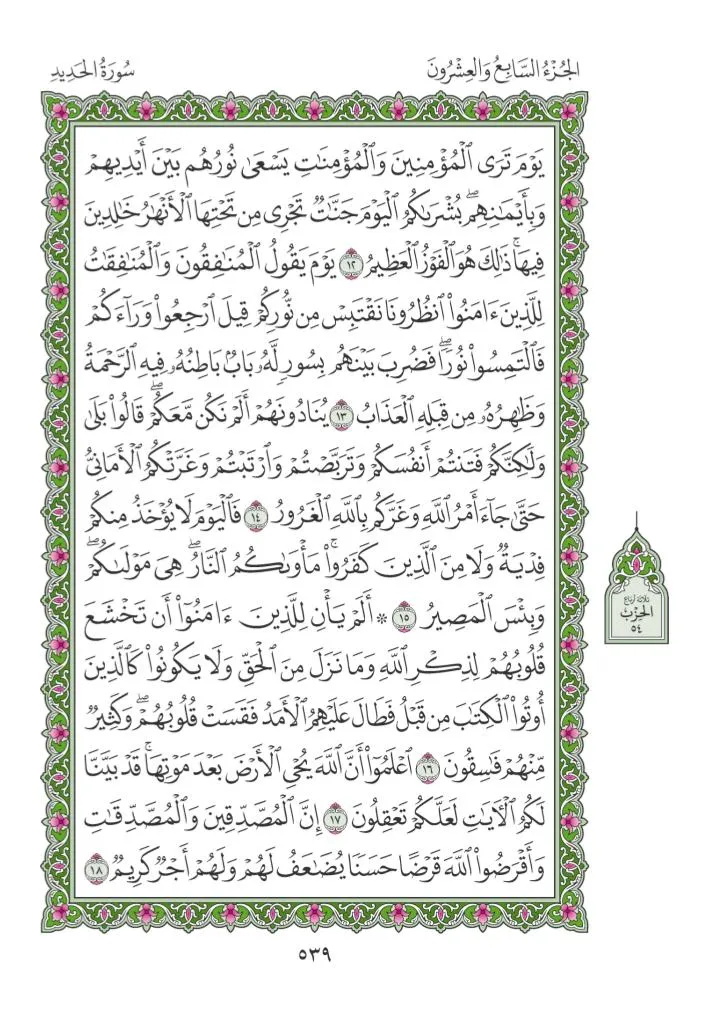 الجُزْءُ السَّابِعُ وَالعِشْرُونَ
سُورَةُ الحَدِيدِ
يَوْمَ تَرَى ٱلْمُؤْمِنِينَ وَٱلْمُؤْمِنَٰتِ يَسْعَىٰ نُورُهُم بَيْنَ أَيْدِيهِمْ
وَبِأَيْمَٰنِهِمۖ بُشْرَىٰكُمُ ٱلْيَوْمَ جَنَّٰتٌ تَجْرِى مِن تَحْتِهَا ٱلْأَنْهَٰرُ خَٰلِدِينَ
فِيهَاۚ ذَٰلِكَ هُوَ ٱلْفَوْزُ ٱلْعَظِيمُ ١٢ يَوْمَ يَقُولُ ٱلْمُنَٰفِقُونَ وَٱلْمُنَٰفِقَٰتُ
لِلَّذِينَ ءَامَنُوا۟ ٱنظُرُونَا نَقْتَبِسْ مِن نُّورِكُمْ قِيلَ ٱرْجِعُوا۟ وَرَآءَكُمْ
فَٱلْتَمِسُوا۟ نُورًاۖ فَضُرِبَ بَيْنَهُم بِسُورٍ لَّهُۥ بَابٌۢ بَاطِنُهُۥ فِيهِ ٱلرَّحْمَةُ
وَظَٰهِرُهُۥ مِن قِبَلِهِ ٱلْعَذَابُ ١٣ يُنَادُونَهُمْ أَلَمْ نَكُن مَّعَكُمْۖ قَالُوا۟ بَلَىٰ
وَلَٰكِنَّكُمْ فَتَنتُمْ أَنفُسَكُمْ وَتَرَبَّصْتُمْ وَٱرْتَبْتُمْ وَغَرَّتْكُمُ ٱلْأَمَانِىُّ
حَتَّىٰ جَآءَ أَمْرُ ٱللَّهِ وَغَرَّكُم بِٱللَّهِ ٱلْغَرُورُ ١٤ فَٱلْيَوْمَ لَا يُؤْخَذُ مِنكُمْ
فِدْيَةٌ وَلَا مِنَ ٱلَّذِينَ كَفَرُوا۟ۚ مَأْوَىٰكُمُ ٱلنَّارُۖ هِىَ مَوْلَىٰكُمْۖ
وَبِئْسَ ٱلْمَصِيرُ ١٥ ۞ أَلَمْ يَأْنِ لِلَّذِينَ ءَامَنُوٓا۟ أَن تَخْشَعَ
قُلُوبُهُمْ لِذِكْرِ ٱللَّهِ وَمَا نَزَلَ مِنَ ٱلْحَقِّ وَلَا يَكُونُوا۟ كَٱلَّذِينَ
أُوتُوا۟ ٱلْكِتَٰبَ مِن قَبْلُ فَطَالَ عَلَيْهِمُ ٱلْأَمَدُ فَقَسَتْ قُلُوبُهُمْۖ وَكَثِيرٌ
مِّنْهُمْ فَٰسِقُونَ ١٦ ٱعْلَمُوٓا۟ أَنَّ ٱللَّهَ يُحْىِ ٱلْأَرْضَ بَعْدَ مَوْتِهَاۚ قَدْ بَيَّنَّا
لَكُمُ ٱلْءَايَٰتِ لَعَلَّكُمْ تَعْقِلُونَ ١٧ إِنَّ ٱلْمُصَّدِّقِينَ وَٱلْمُصَّدِّقَٰتِ
وَأَقْرَضُوا۟ ٱللَّهَ قَرْضًا حَسَنًا يُضَٰعَفُ لَهُمْ وَلَهُمْ أَجْرٌ كَرِيمٌ ١٨
ثلاثة أرباع
الحزب
٥٤
٥٣٩